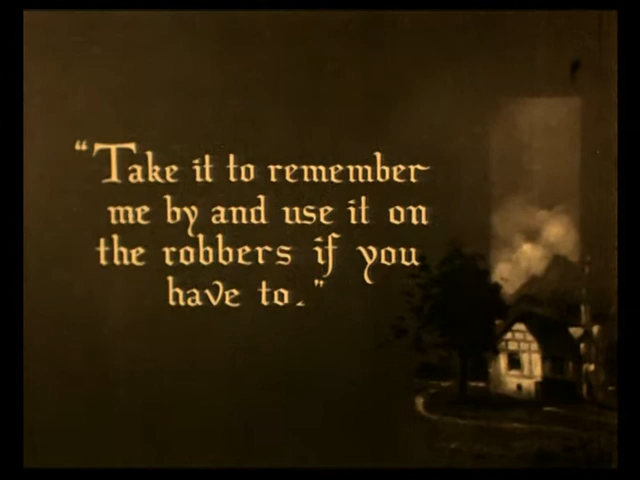 “Take it to remember
me by and use it on
the robbers if you
have to.”